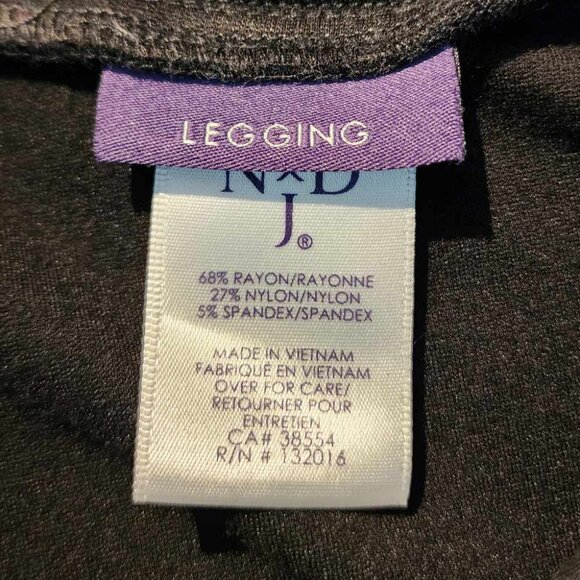 LEGGING
N D
J®
68% RAYON/RAYONNE
27% NYLON/NYLON
5% SPANDEX/SPANDEX
MADE IN VIETNAM
FABRIQUÉ EN VIETNAM
OVER FOR CARE/
RETOURNER POUR
ENTRETIEN
CA# 38554
R/N # 132016